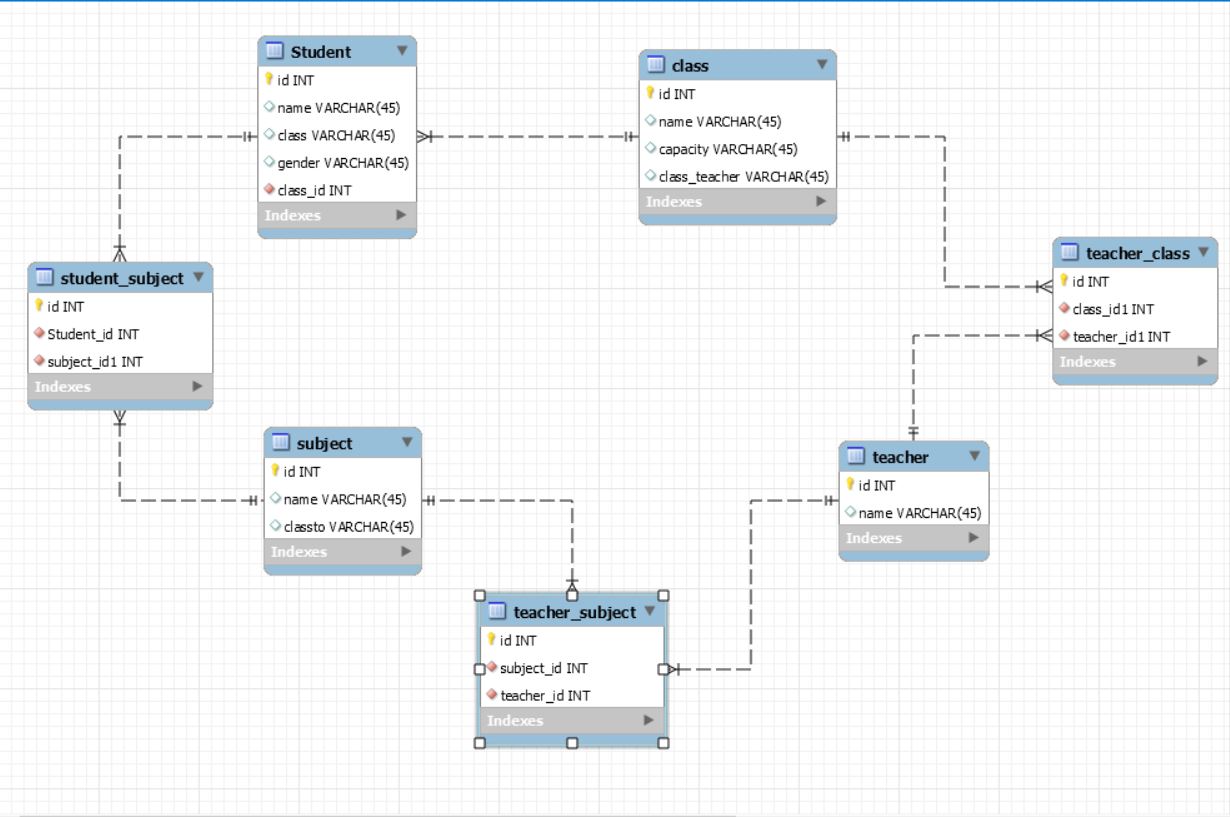 Student
id INT
name VARCHAR(45)
class VARCHAR(45)
gender VARCHAR(45)
class_id INT
Indexes
class
id INT
name VARCHAR(45)
capacity VARCHAR(45)
class_teacher VARCHAR(45)
Indexes
teacher_class
id INT
class_id1 INT
teacher_id1 INT
Indexes
student_subject
id INT
Student_id INT
subject_id1 INT
Indexes
subject
id INT
name VARCHAR(45)
classto VARCHAR(45)
Indexes
teacher
id INT
name VARCHAR(45)
Indexes
teacher_subject
id INT
subject_id INT
teacher_id INT
Indexes